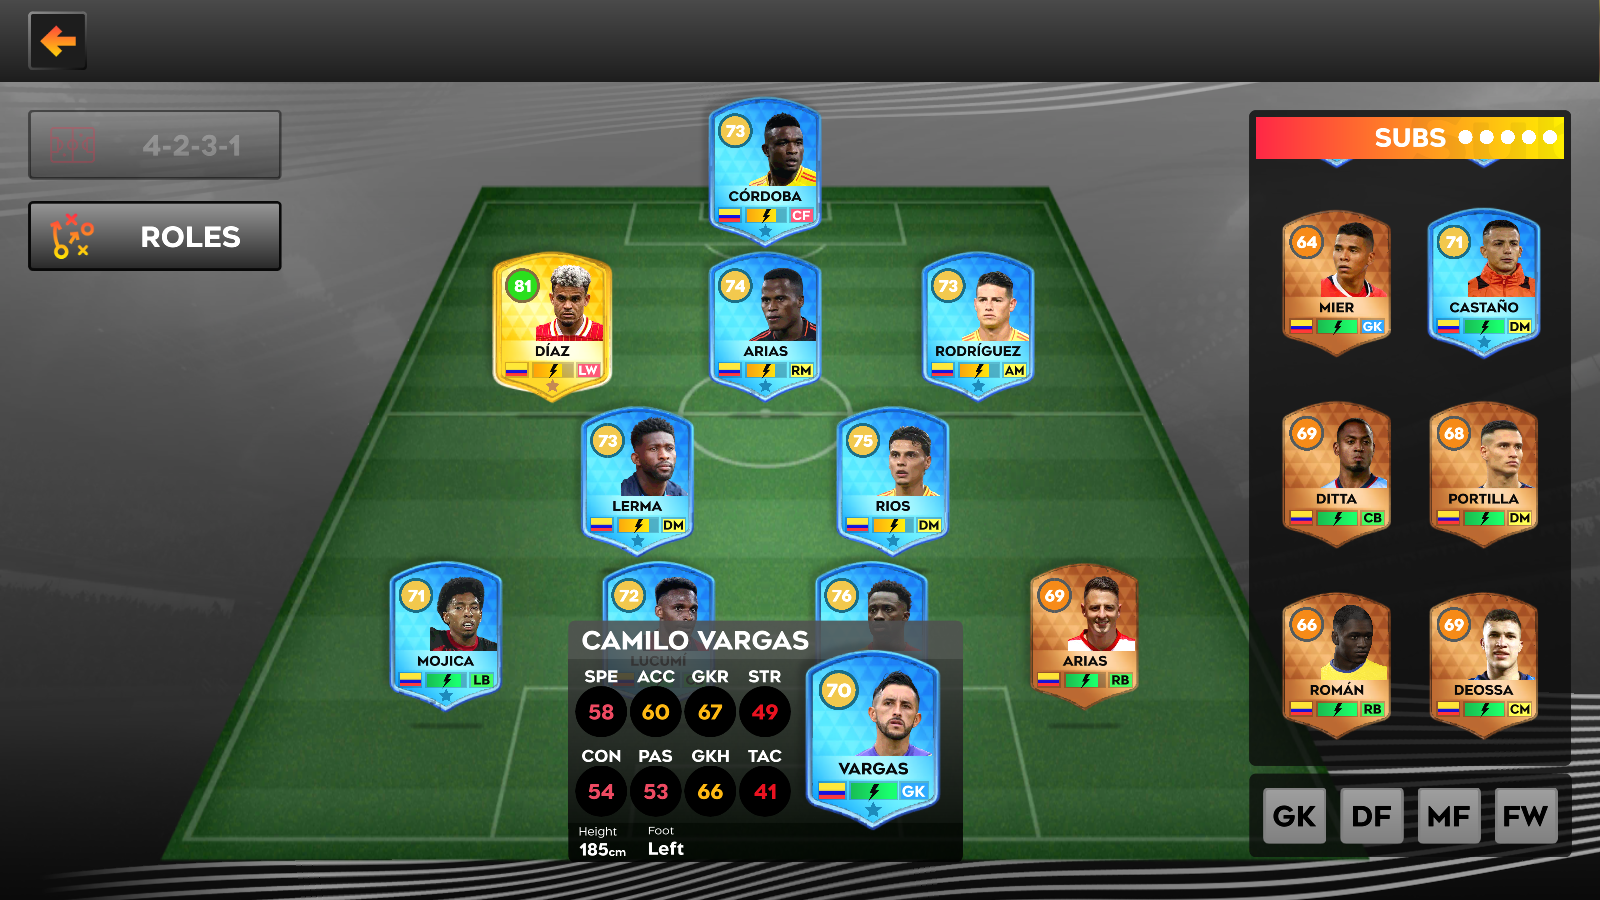 4-2-3-1
ROLES
73
CÓRDOBA
CF
81
DÍAZ
LW
74
ARIAS
RM
73
RODRÍGUEZ
AM
73
LERMA
DM
75
RIOS
DM
71
MOJICA
LB
72
LUCUMÍ
76
69
ARIAS
RB
CAMILO VARGAS
SPE ACC GKR STR
58 60 67 49
CON PAS GKH TAC
54 53 66 41
Height Foot
185cm Left
70
VARGAS
GK
SUBS
64
MIER
GK
71
CASTAÑO
DM
69
DITTA
CB
68
PORTILLA
DM
66
ROMÁN
RB
69
DEOSSA
CM
GK DF MF FW